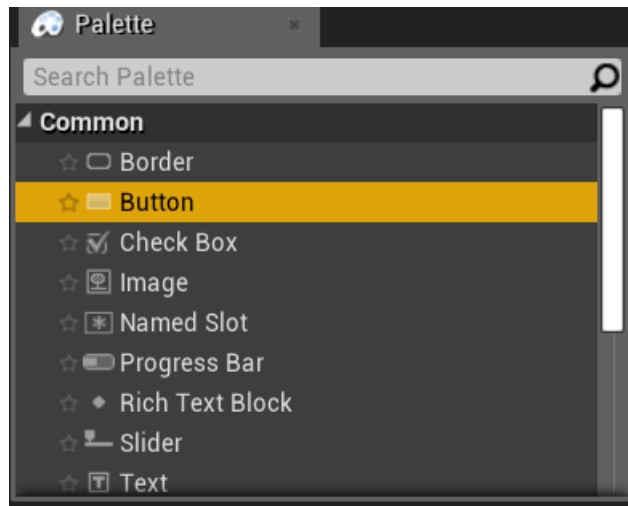 Palette
Search Palette
Common
Border
Button
Check Box
Image
Named Slot
Progress Bar
Rich Text Block
Slider
Text